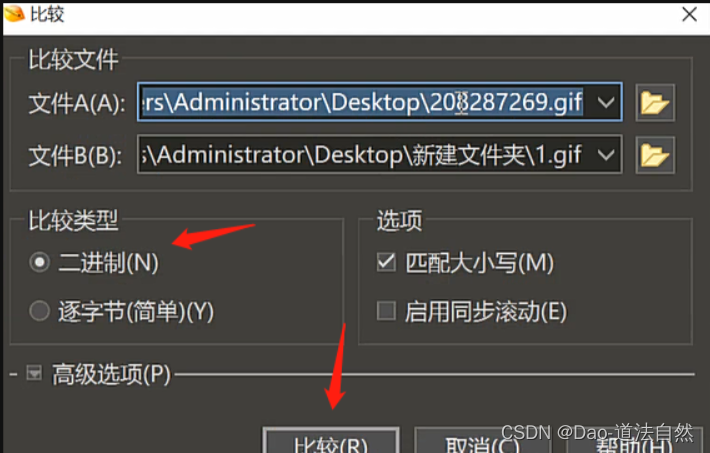 比较
比较文件
文件A(A): ers\Administrator\Desktop\208287269.gif
文件B(B): s\Administrator\Desktop\新建文件夹\1.gif
比较类型
选项
二进制(N)
匹配大小写(M)
逐字节(简单)(Y)
启用同步滚动(E)
高级选项(P)
比较(R)
取消(C)
帮助(H)
CSDN @Dao-道法自然